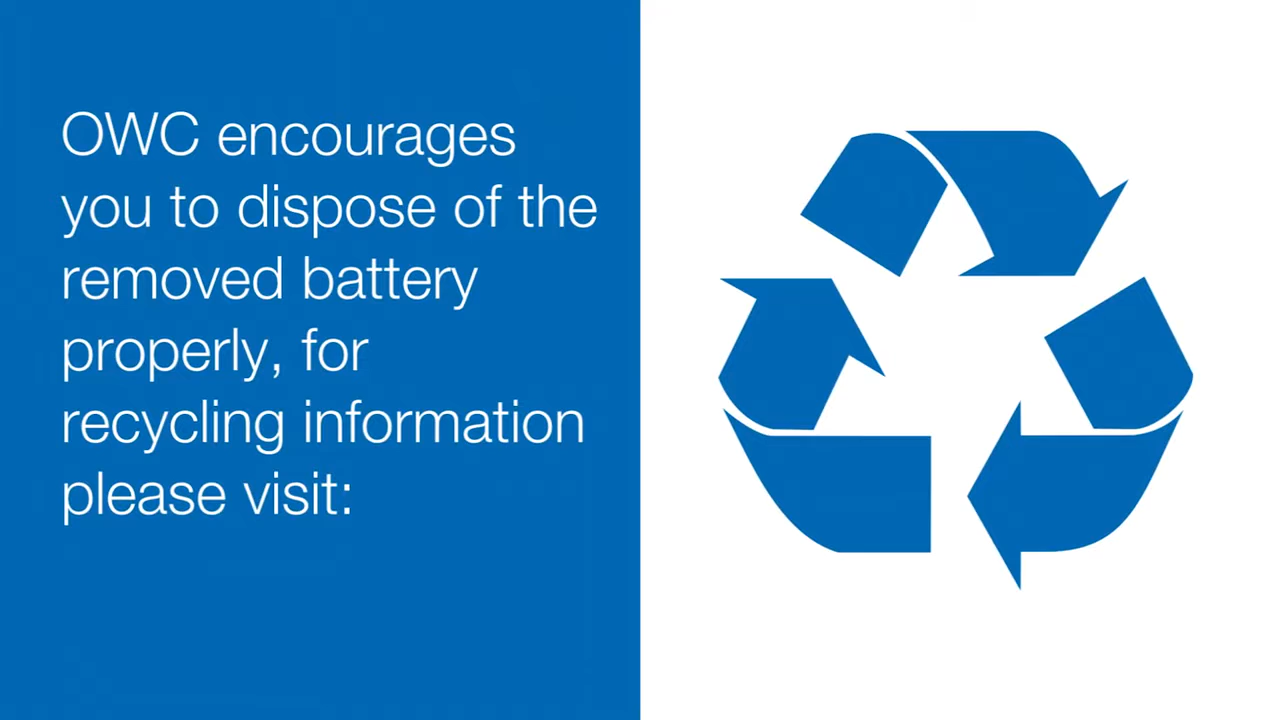 OWC encourages
you to dispose of the
removed battery
properly, for
recycling information
please visit: